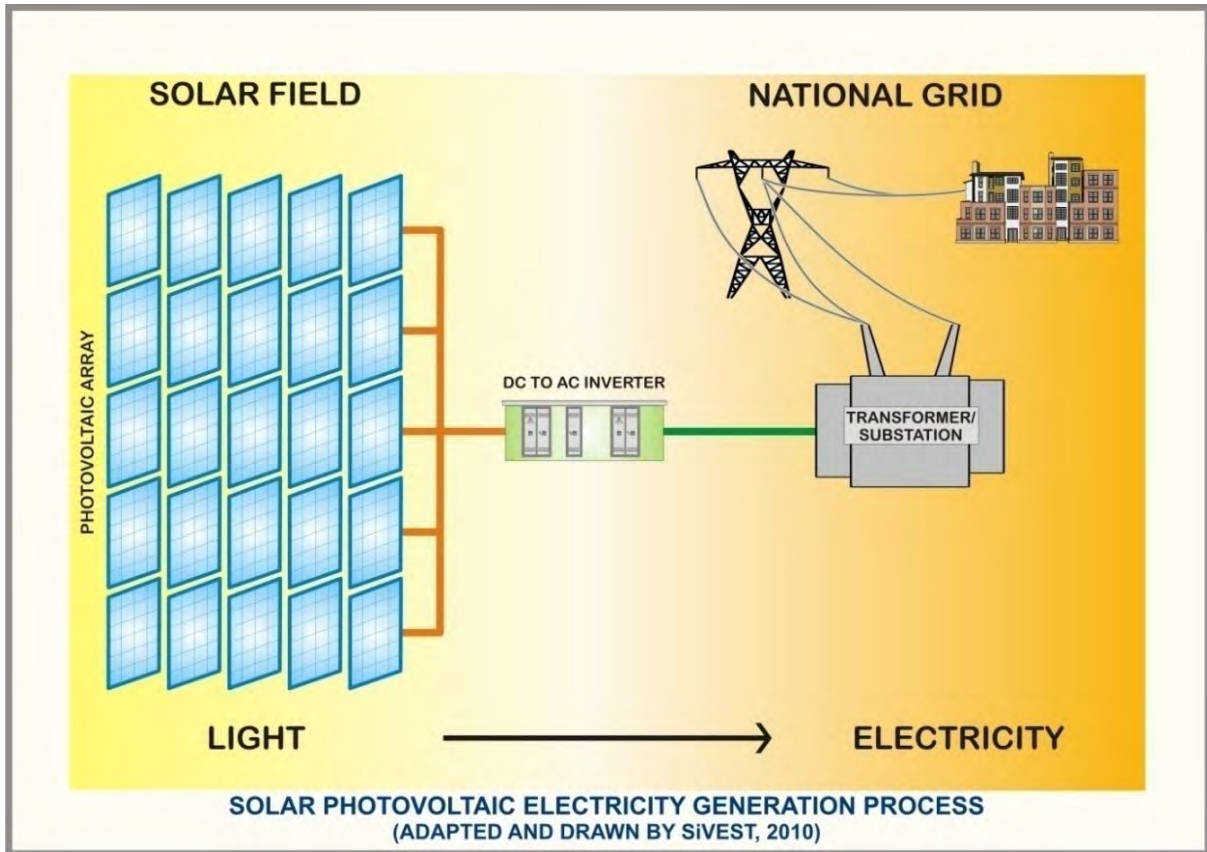 SOLAR FIELD
NATIONAL GRID
PHOTOVOLTAIC ARRAY
DC TO AC INVERTER
TRANSFORMER/
SUBSTATION
LIGHT
ELECTRICITY
SOLAR PHOTOVOLTAIC ELECTRICITY GENERATION PROCESS
(ADAPTED AND DRAWN BY SiVEST, 2010)